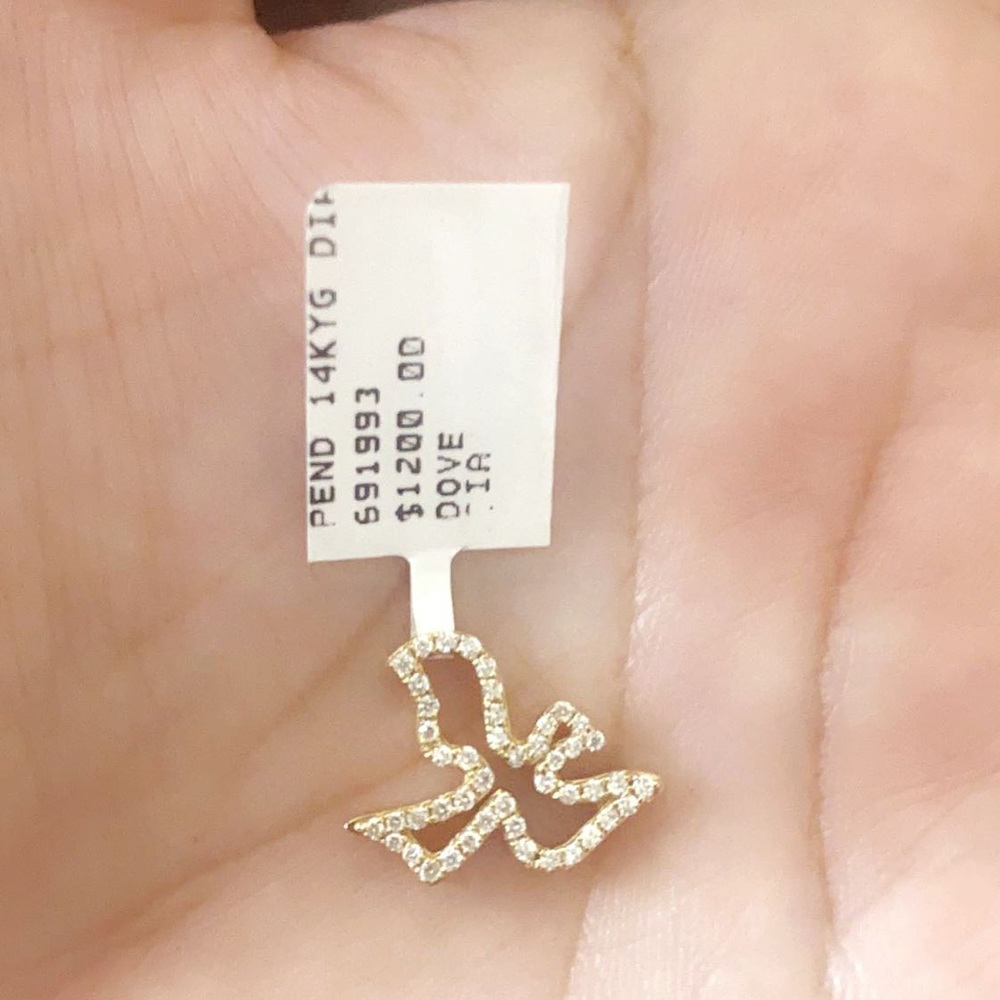 PEND 14KYG DIA
691993
$1200.00
DOVE